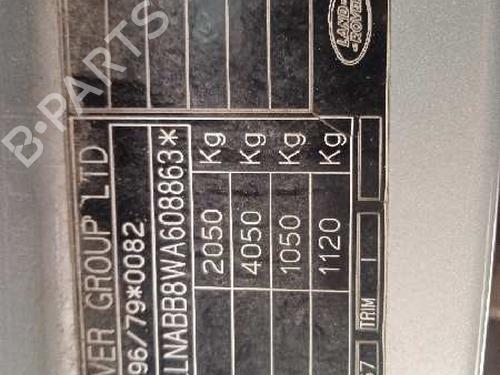 LAND-
ROVER
VER GROUP LTD
96/79*0082
LNABB8WA608863*
2050 Kg
4050 Kg
1050 Kg
1120 Kg
TRIM
B-PARTS